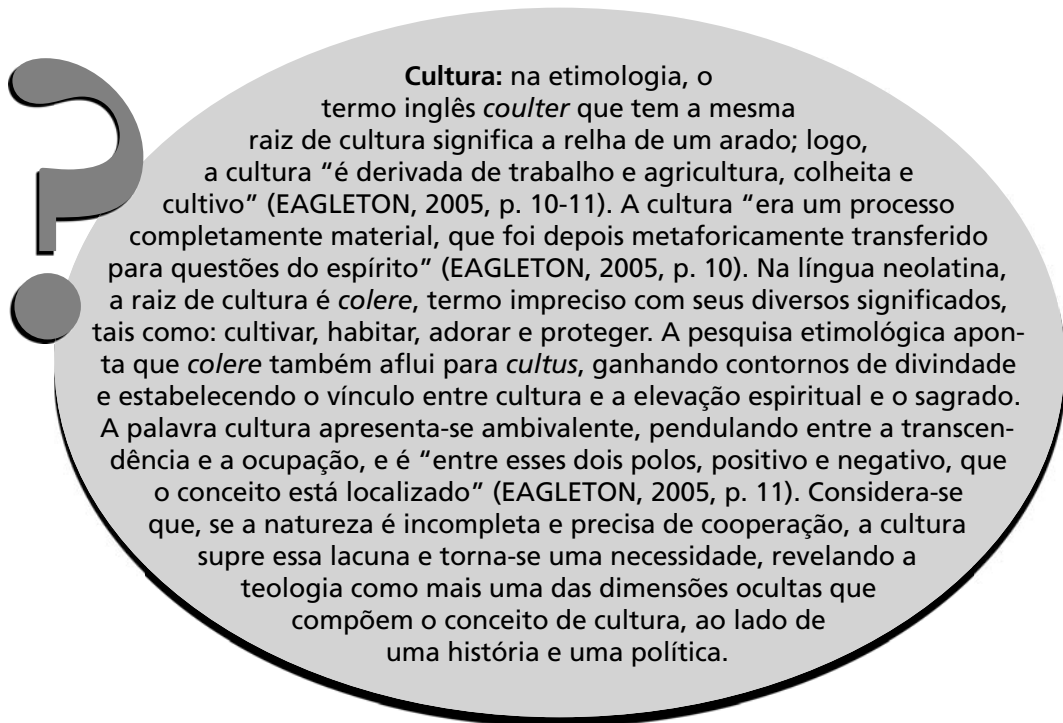 ?
Cultura: na etimologia, o
termo inglês coulter que tem a mesma
raiz de cultura significa a relha de um arado; logo,
a cultura “é derivada de trabalho e agricultura, colheita e
cultivo” (EAGLETON, 2005, p. 10-11). A cultura “era um processo
completamente material, que foi depois metaforicamente transferido
para questões do espírito” (EAGLETON, 2005, p. 10). Na língua neolatina,
a raiz de cultura é colere, termo impreciso com seus diversos significados,
tais como: cultivar, habitar, adorar e proteger. A pesquisa etimológica apon-
ta que colere também aflui para cultus, ganhando contornos de divindade
e estabelecendo o vínculo entre cultura e a elevação espiritual e o sagrado.
A palavra cultura apresenta-se ambivalente, pendulando entre a transcen-
dência e a ocupação, e é “entre esses dois polos, positivo e negativo, que
o conceito está localizado” (EAGLETON, 2005, p. 11). Considera-se
que, se a natureza é incompleta e precisa de cooperação, a cultura
supre essa lacuna e torna-se uma necessidade, revelando a
teologia como mais uma das dimensões ocultas que
compõem o conceito de cultura, ao lado de
uma história e uma política.